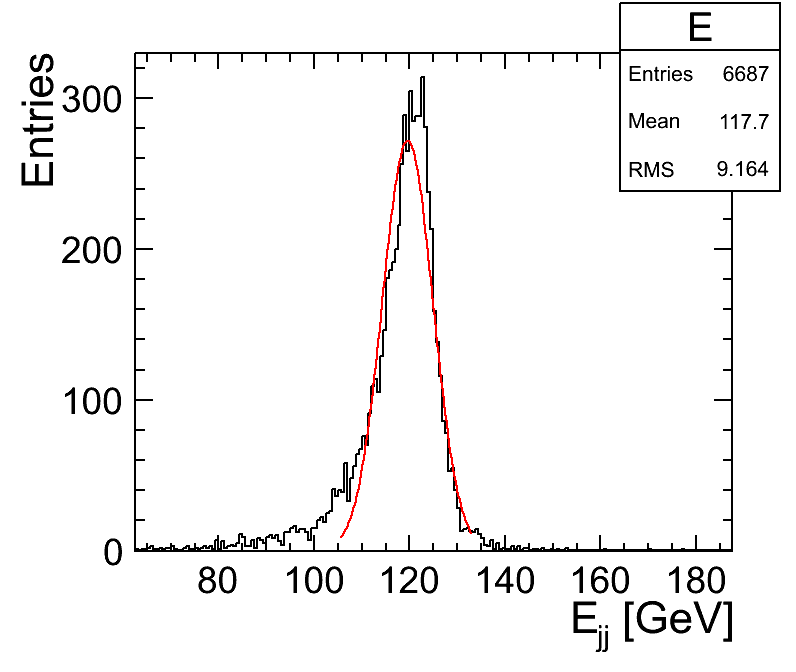 E
Entries 6687
Mean 117.7
RMS 9.164
Entries
300
200
100
0
80 100 120 140 160 180
E_jj [GeV]